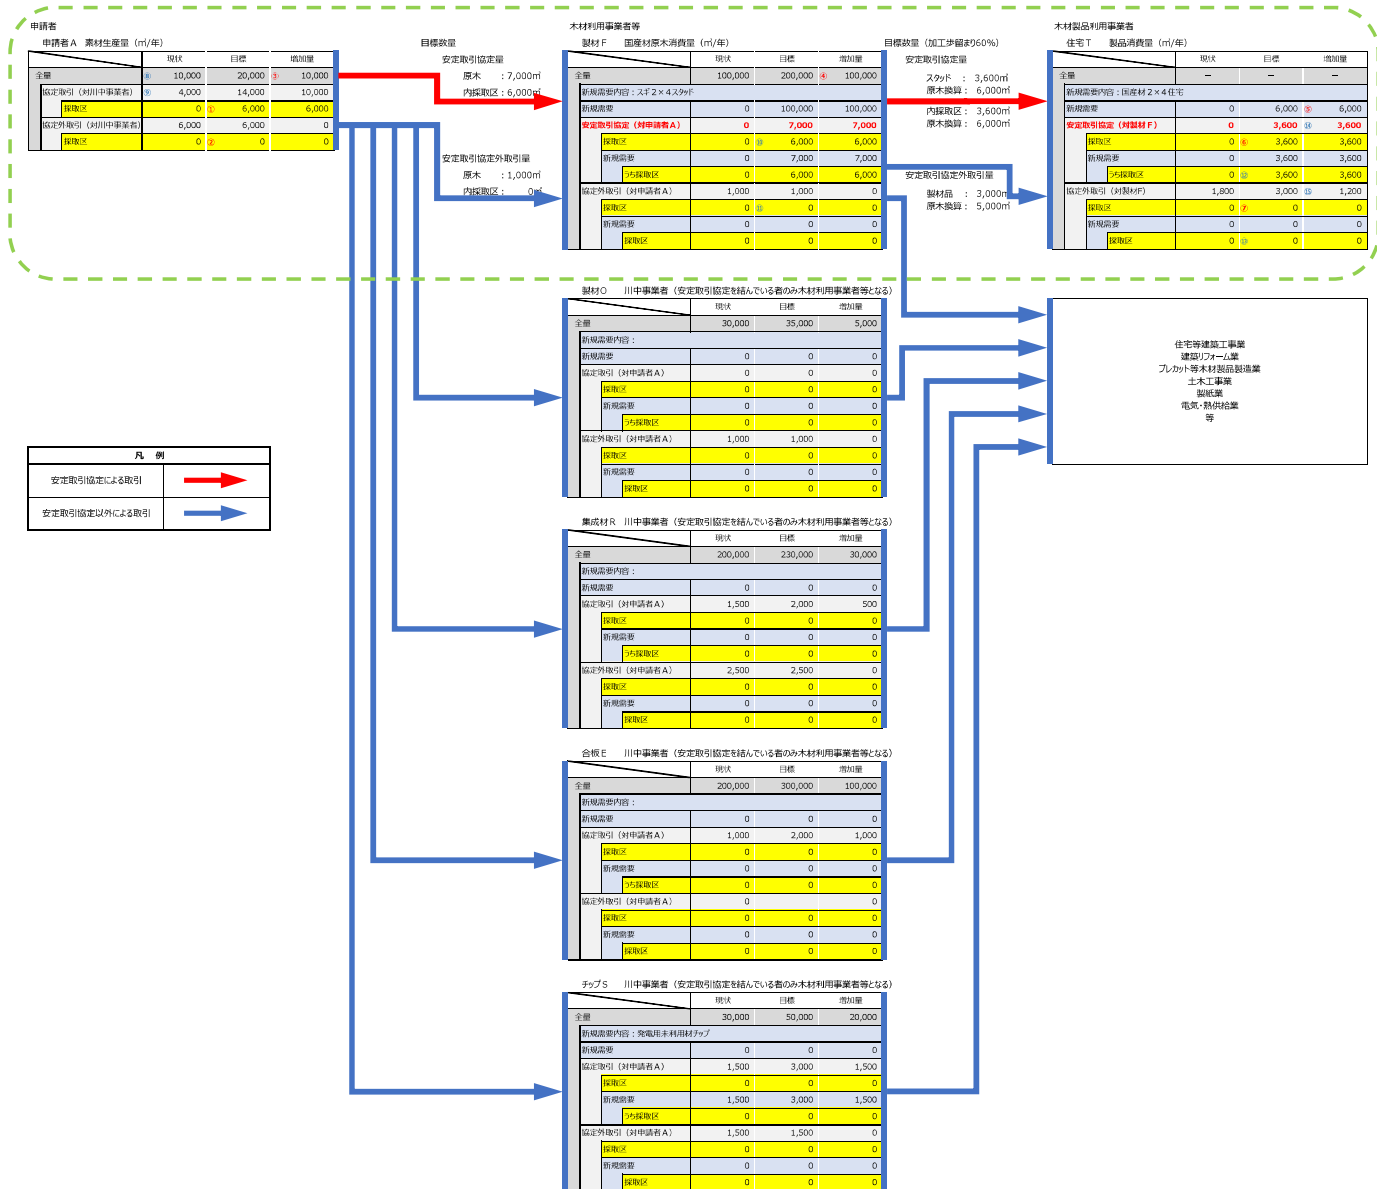 申請者
申請者A 素材生産量（㎥/年）
現状 目標 増加量
全量 ⑧ 10,000 20,000 ③ 10,000
協定取引（対川中事業者） ⑨ 4,000 14,000 10,000
採取区 0 ① 6,000 6,000
協定外取引（対川中事業者） 6,000 6,000 0
採取区 0 ② 0 0
目標数量
安定取引協定量
原木 ：7,000㎥
内採取区：6,000㎥
安定取引協定外取引量
原木 ：1,000㎥
内採取区： 0㎥
木材利用事業者等
製材F 国産材原木消費量（㎥/年）
現状 目標 増加量
全量 100,000 200,000 ④ 100,000
新規需要内容：スギ2×4スタッド
新規需要 0 100,000 100,000
安定取引協定（対申請者A） 0 7,000 7,000
採取区 0 ⑩ 6,000 6,000
新規需要 0 7,000 7,000
うち採取区 0 6,000 6,000
協定外取引（対申請者A） 1,000 1,000 0
採取区 0 ⑪ 0 0
新規需要 0 0 0
採取区 0 0 0
目標数量（加工歩留まり60%）
安定取引協定量
スタッド ： 3,600㎥
原木換算： 6,000㎥
内採取区： 3,600㎥
原木換算： 6,000㎥
安定取引協定外取引量
製材品 ： 3,000㎥
原木換算： 5,000㎥
木材製品利用事業者
住宅T 製品消費量（㎥/年）
現状 目標 増加量
全量 － － －
新規需要内容：国産材2×4住宅
新規需要 0 6,000 ⑤ 6,000
安定取引協定（対製材F） 0 3,600 ⑭ 3,600
採取区 0 ⑥ 3,600 3,600
新規需要 0 3,600 3,600
うち採取区 0 ⑫ 3,600 3,600
協定外取引（対製材F） 1,800 3,000 ⑮ 1,200
採取区 0 ⑦ 0 0
新規需要 0 0 0
採取区 0 ⑬ 0 0
製材O 川中事業者（安定取引協定を結んでいる者のみ木材利用事業者等となる）
現状 目標 増加量
全量 30,000 35,000 5,000
新規需要内容：
新規需要 0 0 0
協定取引（対申請者A） 0 0 0
採取区 0 0 0
新規需要 0 0 0
うち採取区 0 0 0
協定外取引（対申請者A） 1,000 1,000 0
採取区 0 0 0
新規需要 0 0 0
採取区 0 0 0
住宅等建築工事業
建築リフォーム業
プレカット等木材製品製造業
土木工事業
製紙業
電気・熱供給業
等
凡 例
安定取引協定による取引
安定取引協定以外による取引
集成材R 川中事業者（安定取引協定を結んでいる者のみ木材利用事業者等となる）
現状 目標 増加量
全量 200,000 230,000 30,000
新規需要内容：
新規需要 0 0 0
協定取引（対申請者A） 1,500 2,000 500
採取区 0 0 0
新規需要 0 0 0
うち採取区 0 0 0
協定外取引（対申請者A） 2,500 2,500 0
採取区 0 0 0
新規需要 0 0 0
採取区 0 0 0
合板E 川中事業者（安定取引協定を結んでいる者のみ木材利用事業者等となる）
現状 目標 増加量
全量 200,000 300,000 100,000
新規需要内容：
新規需要 0 0 0
協定取引（対申請者A） 1,000 2,000 1,000
採取区 0 0 0
新規需要 0 0 0
うち採取区 0 0 0
協定外取引（対申請者A） 0 0
採取区 0 0 0
新規需要 0 0 0
採取区 0 0 0
チップS 川中事業者（安定取引協定を結んでいる者のみ木材利用事業者等となる）
現状 目標 増加量
全量 30,000 50,000 20,000
新規需要内容：発電用未利用材チップ
新規需要 0 0 0
協定取引（対申請者A） 1,500 3,000 1,500
採取区 0 0 0
新規需要 1,500 3,000 1,500
うち採取区 0 0 0
協定外取引（対申請者A） 1,500 1,500 0
採取区 0 0 0
新規需要 0 0 0
採取区 0 0 0